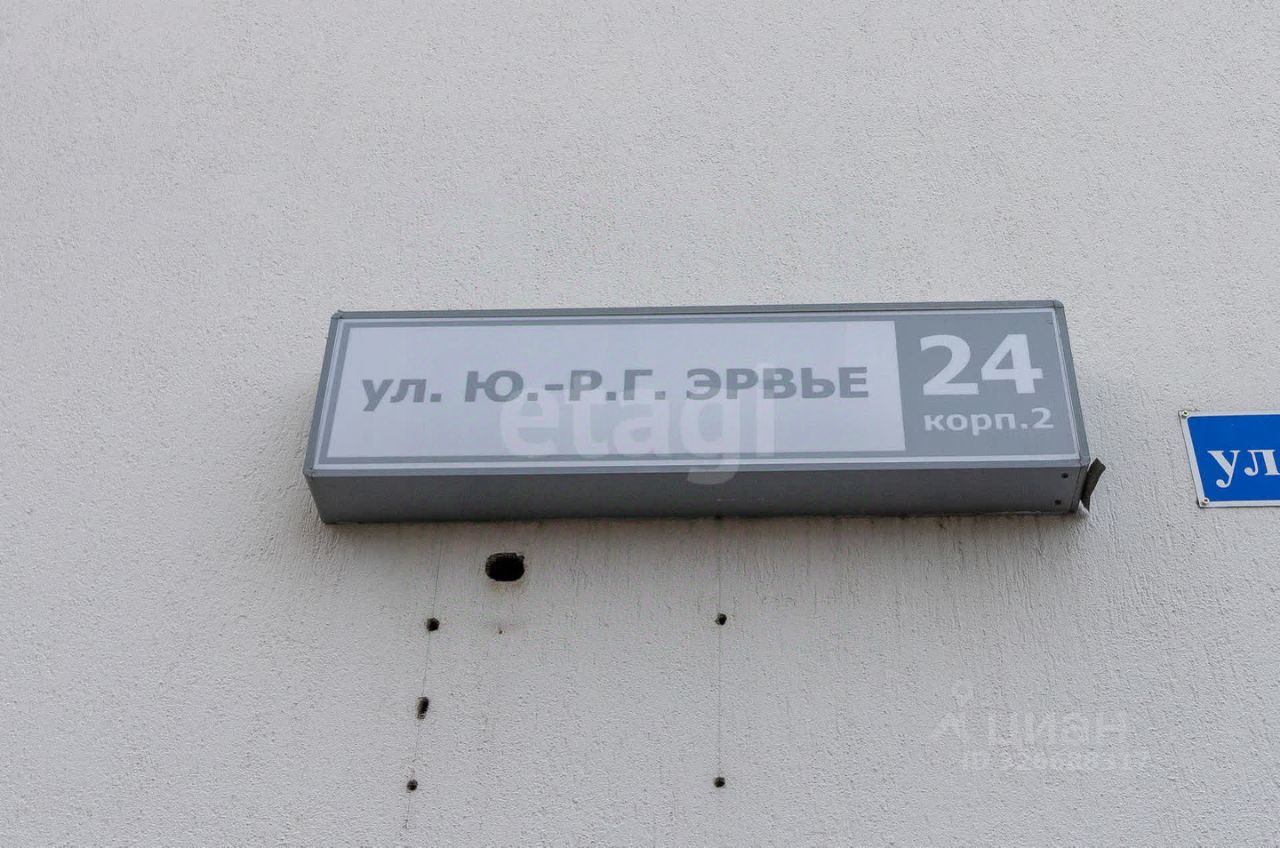 ул. Ю.-Р.Г. ЭРВЬЕ
24
корп.2
etagi
ул
циан